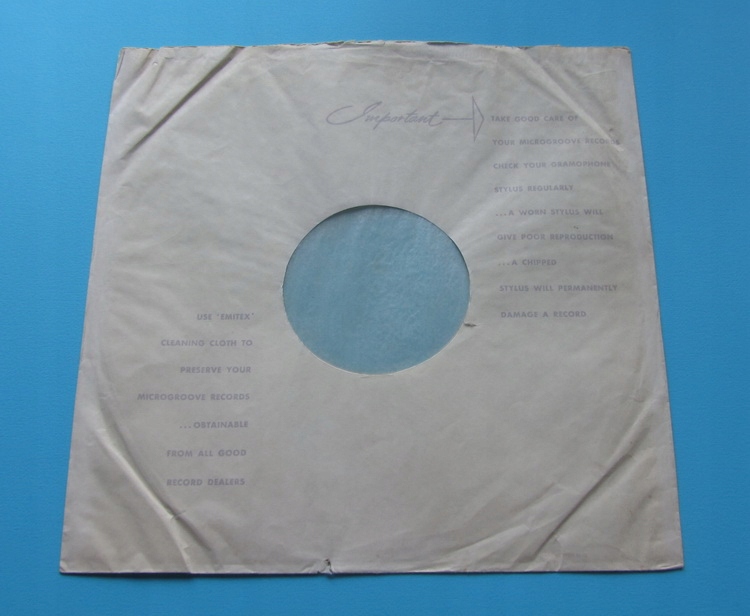 Important
TAKE GOOD CARE OF
YOUR MICROGROOVE RECORDS
CHECK YOUR GRAMOPHONE
STYLUS REGULARLY
...A WORN STYLUS WILL
GIVE POOR REPRODUCTION
...A CHIPPED
STYLUS WILL PERMANENTLY
DAMAGE A RECORD
USE "EMITEX"
CLEANING CLOTH TO
PRESERVE YOUR
MICROGROOVE RECORDS
...OBTAINABLE
FROM ALL GOOD
RECORD DEALERS